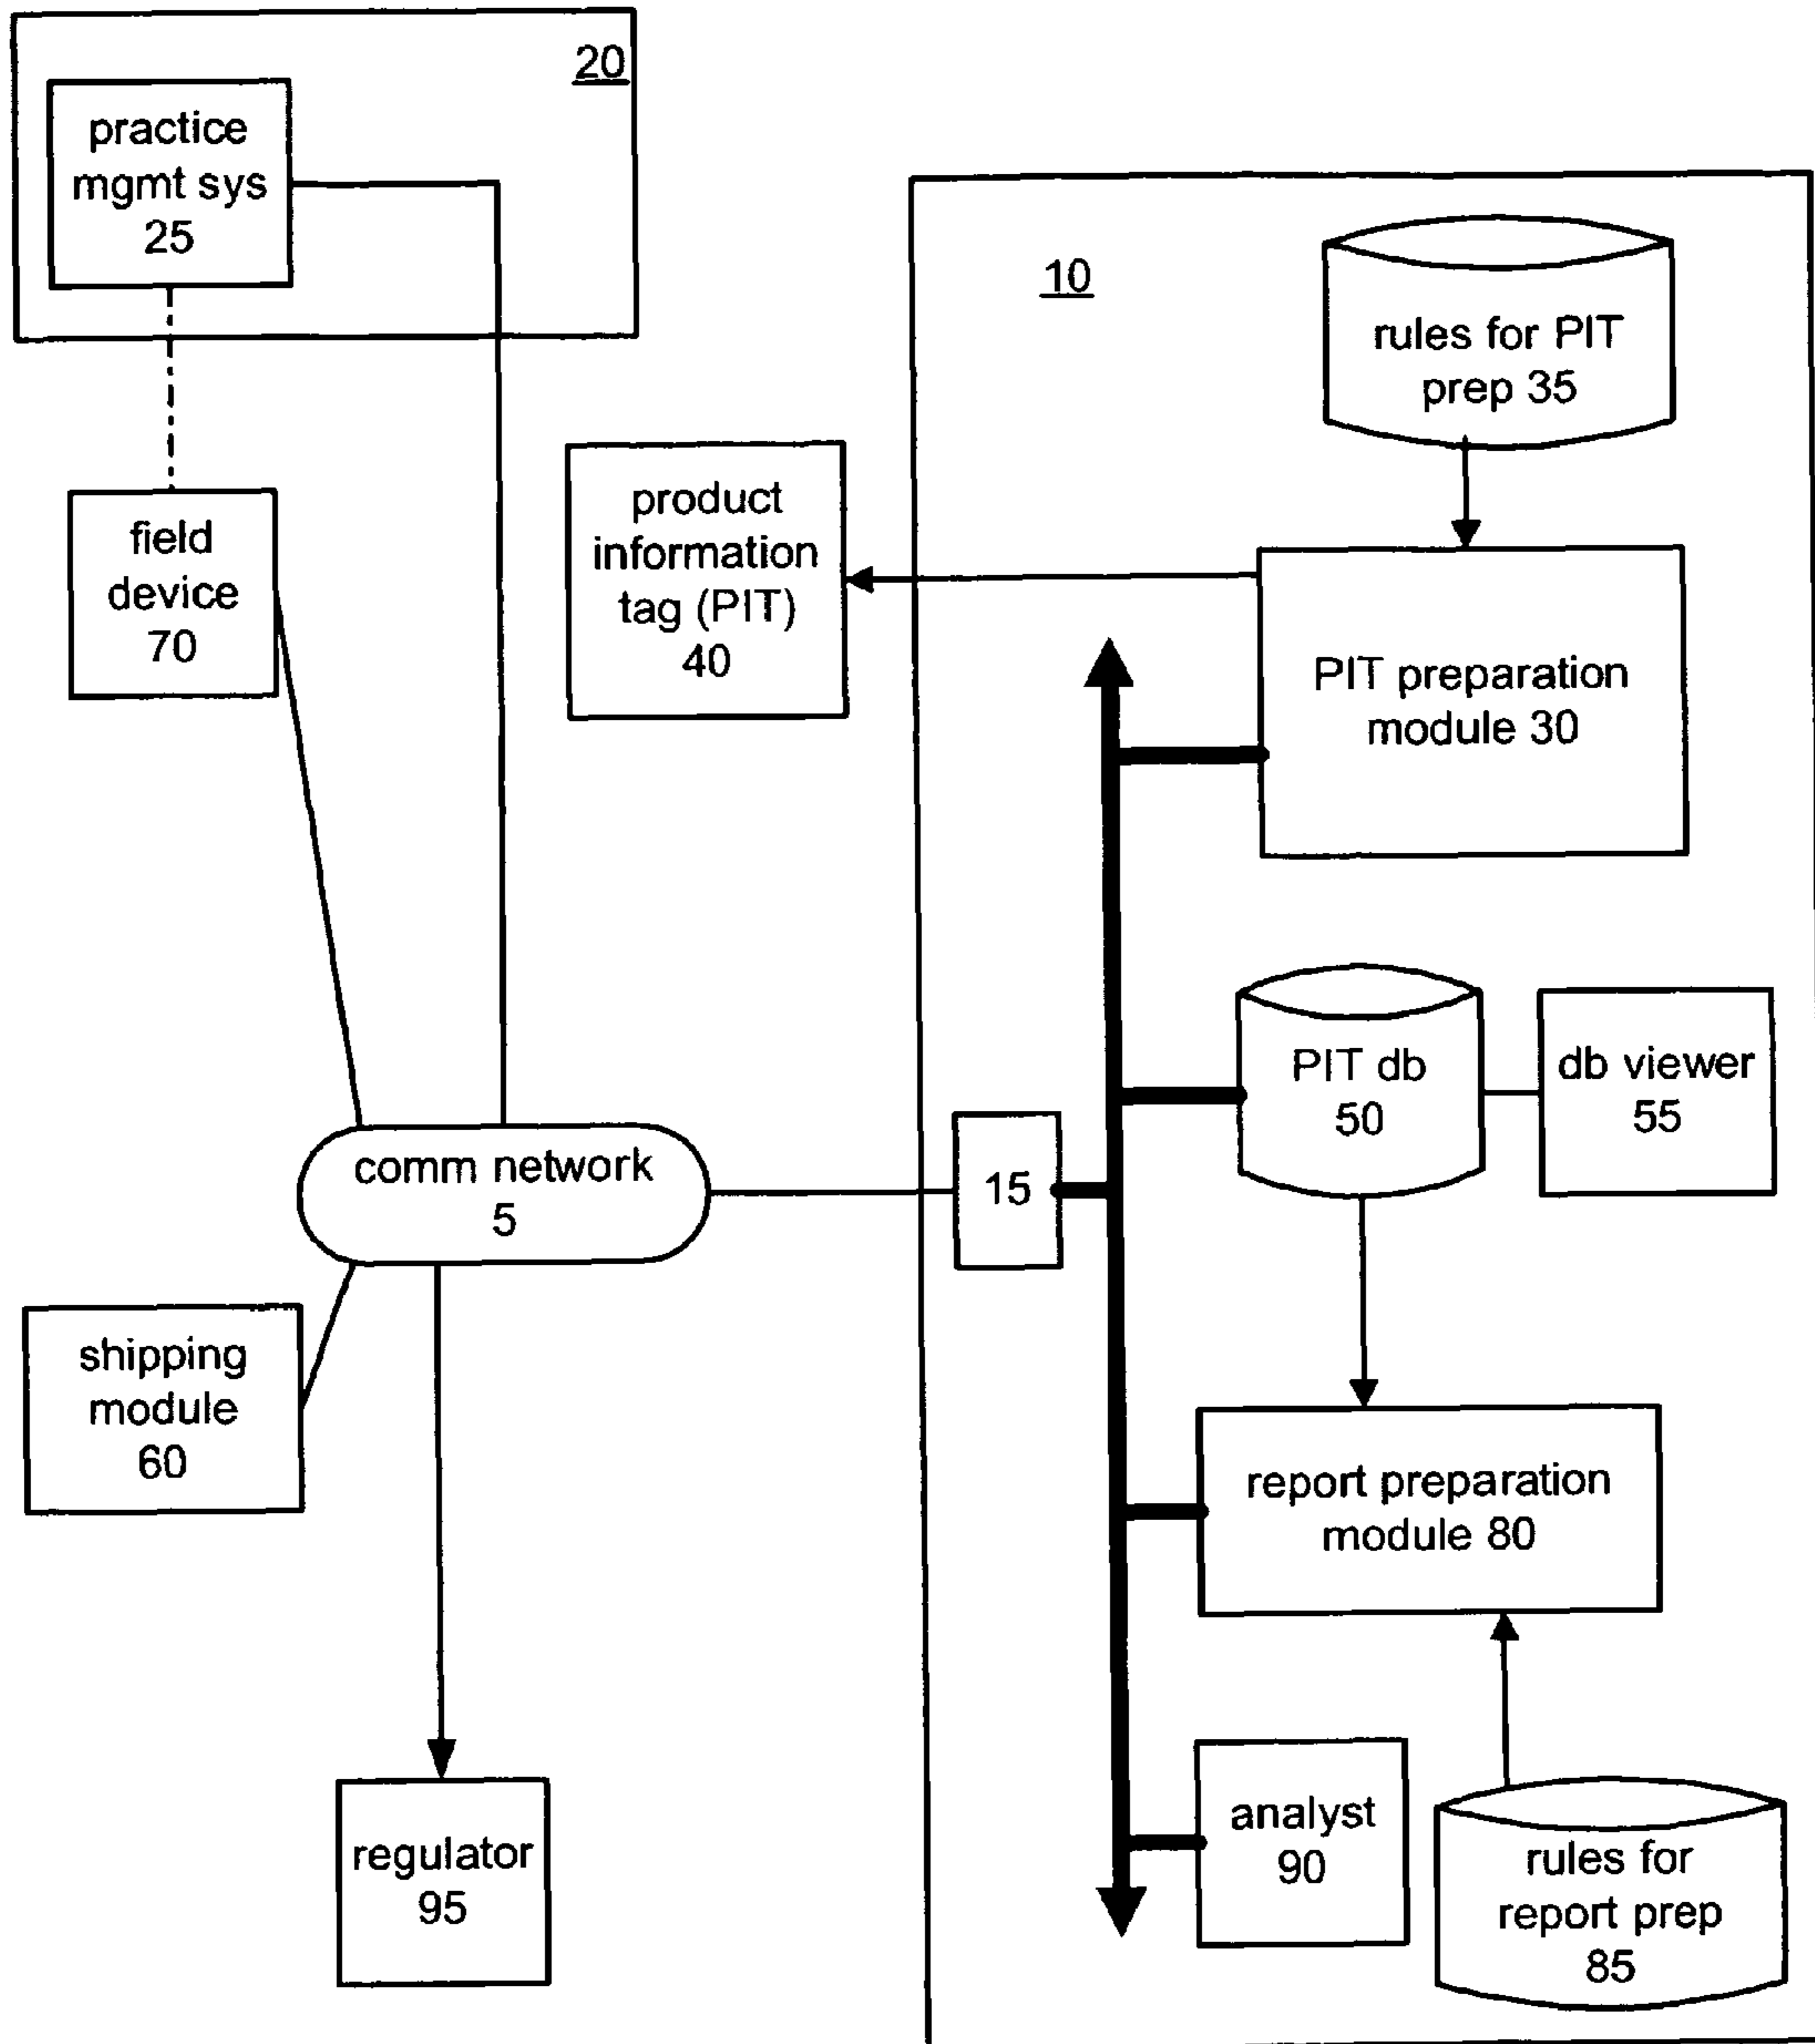 20
practice
mgmt sys
25
10
rules for PIT
prep 35
product
information
tag (PIT)
40
field
device
70
PIT preparation
module 30
PIT db
50
db viewer
55
comm network
5
15
shipping
module
60
report preparation
module 80
regulator
95
analyst
90
rules for
report prep
85